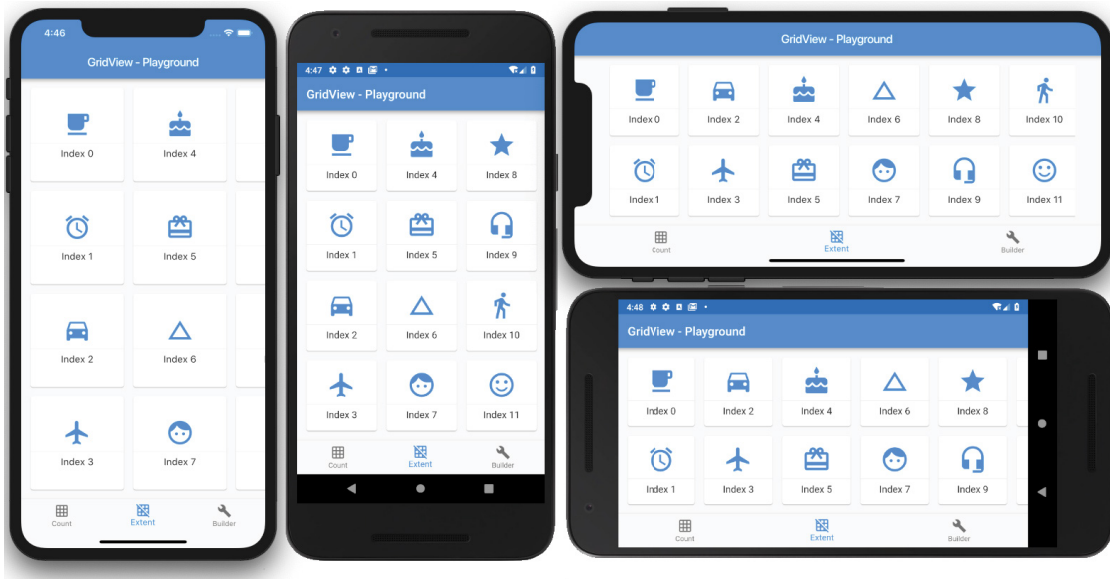 4:46
GridView - Playground
Index 0 Index 4
Index 1 Index 5
Index 2 Index 6
Index 3 Index 7
Count Extent Builder
4:47
GridView - Playground
Index 0 Index 4 Index 8
Index 1 Index 5 Index 9
Index 2 Index 6 Index 10
Index 3 Index 7 Index 11
Count Extent Builder
GridView - Playground
Index 0 Index 2 Index 4 Index 6 Index 8 Index 10
Index 1 Index 3 Index 5 Index 7 Index 9 Index 11
Count Extent Builder
4:48
GridView - Playground
Index 0 Index 2 Index 4 Index 6 Index 8
Index 1 Index 3 Index 5 Index 7 Index 9
Count Extent Builder